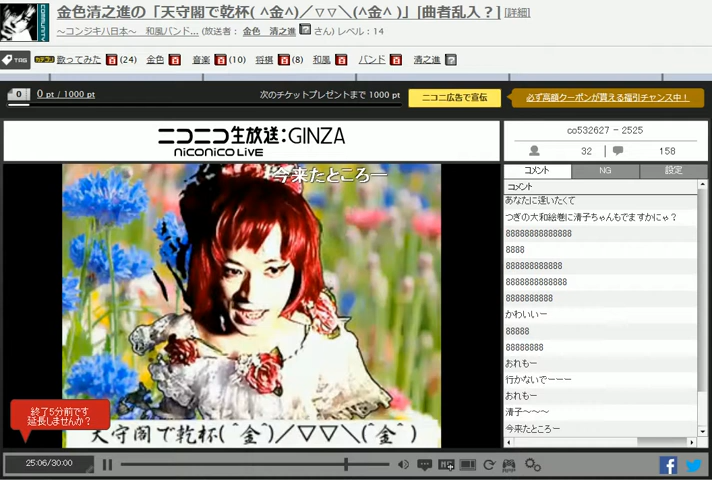 金色清之進の「天守閣で乾杯( ^金^)／▽▽＼(^金^ )」[曲者乱入？] [詳細]
COMUNITY
～コンジキハ日本～ 和風バンド... (放送者： 金色 清之進 さん) レベル：14
TAG カテゴリ 歌ってみた (24) 金色 音楽 (10) 将棋 (8) 和風 バンド 清之進
0 0 pt / 1000 pt 次のチケットプレゼントまで 1000 pt ニコニ広告で宣伝 必ず高額クーポンが買える福引チャンス中！
ニコニコ生放送:GINZA
niconico Live
co532627 - 2525
32 158
コメント NG 設定
コメント
あなたに逢いたくて
つぎの大和絵巻に清子ちゃんもでますかにゃ？
88888888888888
8888
888888888888
8888888888888
8888888888
かわいいー
88888
88888888
おれもー
行かないでーーー
おれもー
清子～～～
今来たところー
今来たところー
終了5分前です
延長しませんか？
天守閣で乾杯(^金^)／▽▽＼(^金^)
25:06/30:00